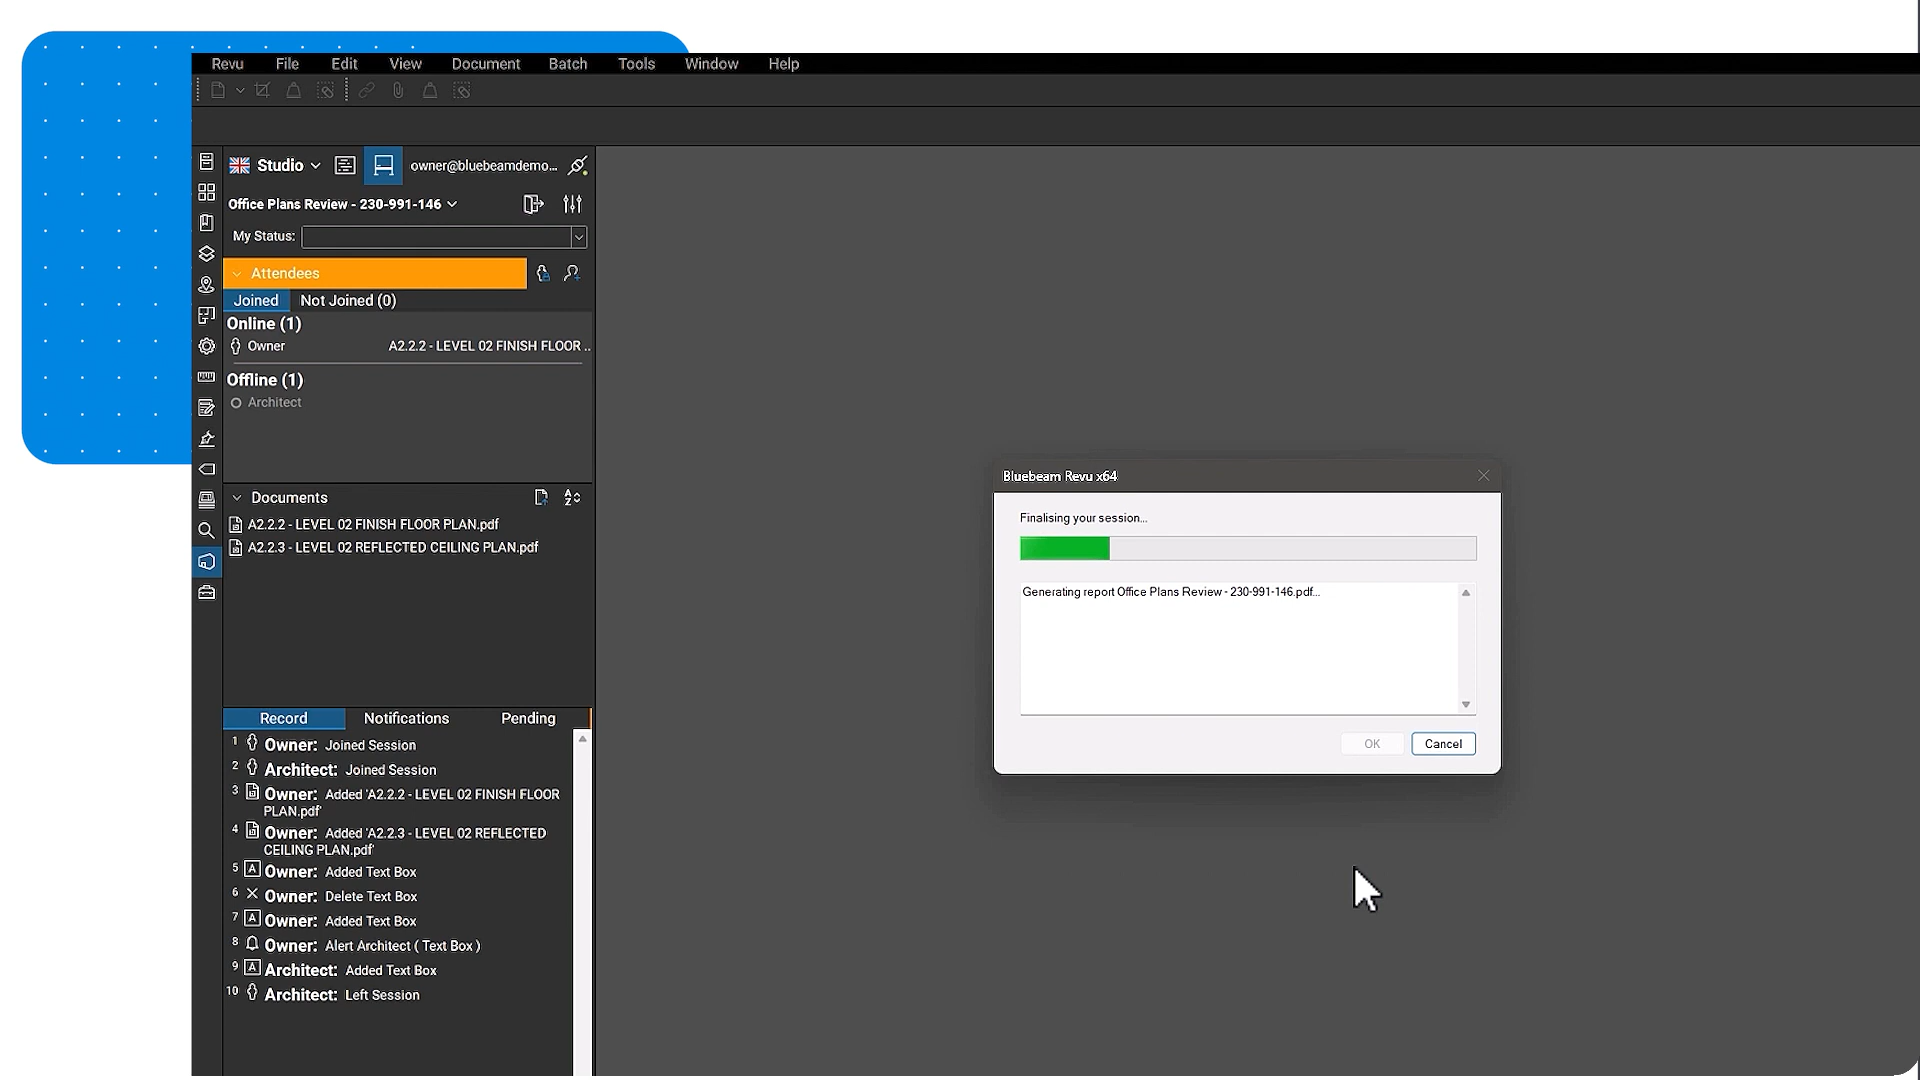 Revu File Edit View Document Batch Tools Window Help
Studio owner@bluebeamdemo...
Office Plans Review - 230-991-146
My Status:
Attendees
Joined Not Joined (0)
Online (1)
Owner A2.2.2 - LEVEL 02 FINISH FLOOR ..
Offline (1)
Architect
Documents
A2.2.2 - LEVEL 02 FINISH FLOOR PLAN.pdf
A2.2.3 - LEVEL 02 REFLECTED CEILING PLAN.pdf
Record Notifications Pending
1 Owner: Joined Session
2 Architect: Joined Session
3 Owner: Added 'A2.2.2 - LEVEL 02 FINISH FLOOR
PLAN.pdf'
4 Owner: Added 'A2.2.3 - LEVEL 02 REFLECTED
CEILING PLAN.pdf'
5 Owner: Added Text Box
6 Owner: Delete Text Box
7 Owner: Added Text Box
8 Owner: Alert Architect ( Text Box )
9 Architect: Added Text Box
10 Architect: Left Session
Bluebeam Revu x64
Finalising your session...
Generating report Office Plans Review - 230-991-146.pdf...
OK Cancel